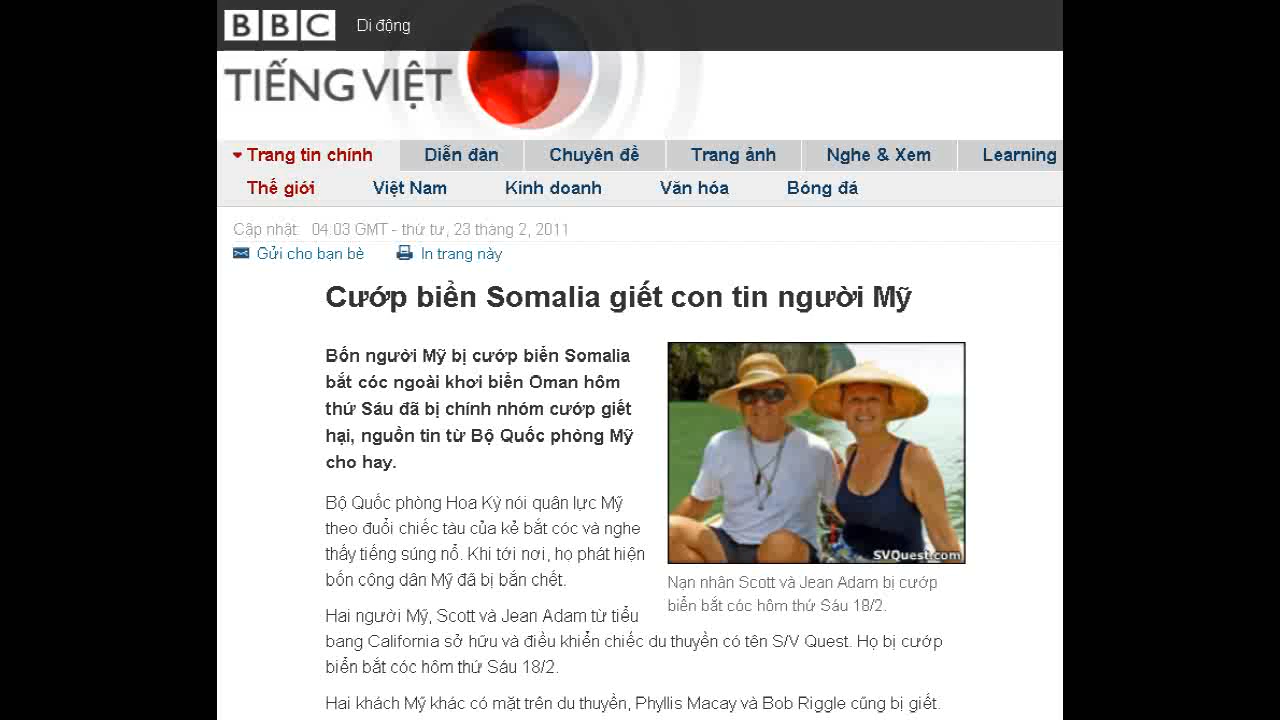 BBC Di động
TIẾNG VIỆT
Trang tin chính Diễn đàn Chuyên đề Trang ảnh Nghe & Xem Learning
Thế giới Việt Nam Kinh doanh Văn hóa Bóng đá
Cập nhật: 04.03 GMT - thứ tư, 23 tháng 2, 2011
Gửi cho bạn bè In trang này
Cướp biển Somalia giết con tin người Mỹ
Bốn người Mỹ bị cướp biển Somalia
bắt cóc ngoài khơi biển Oman hôm
thứ Sáu đã bị chính nhóm cướp giết
hại, nguồn tin từ Bộ Quốc phòng Mỹ
cho hay.
Bộ Quốc phòng Hoa Kỳ nói quân lực Mỹ
theo đuổi chiếc tàu của kẻ bắt cóc và nghe
thấy tiếng súng nổ. Khi tới nơi, họ phát hiện
bốn công dân Mỹ đã bị bắn chết.
SVQuest.com
Nạn nhân Scott và Jean Adam bị cướp
biển bắt cóc hôm thứ Sáu 18/2.
Hai người Mỹ, Scott và Jean Adam từ tiểu
bang California sở hữu và điều khiển chiếc du thuyền có tên S/V Quest. Họ bị cướp
biển bắt cóc hôm thứ Sáu 18/2.
Hai khách Mỹ khác có mặt trên du thuyền, Phyllis Macay và Bob Riggle cũng bị giết.